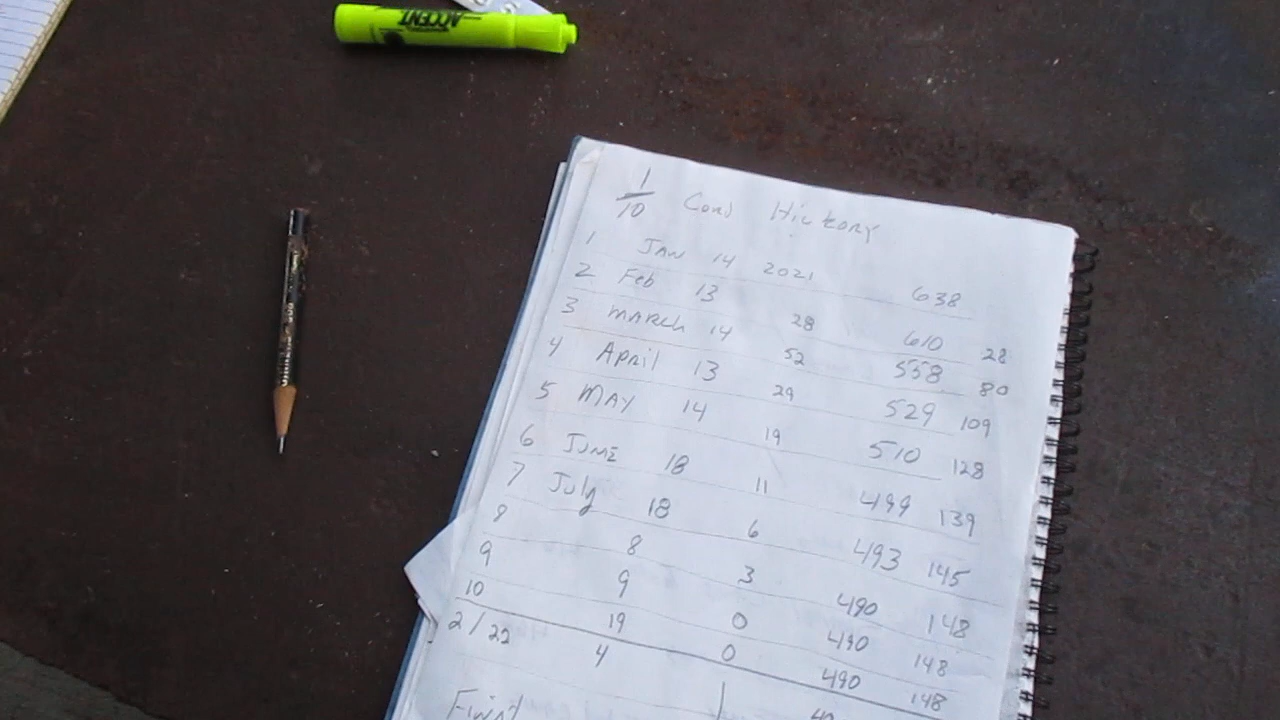 ACCENT
1/10 Cord Hickory
1 JAN 14 2021 638
2 Feb 13 28 610 28
3 MARCH 14 52 558 80
4 April 13 29 529 109
5 MAY 14 19 510 128
6 JUNE 18 11 499 139
7 July 18 6 493 145
8 8 3 490 148
9 9 0 490 148
10 19 0 490 148
2/22 4
Final